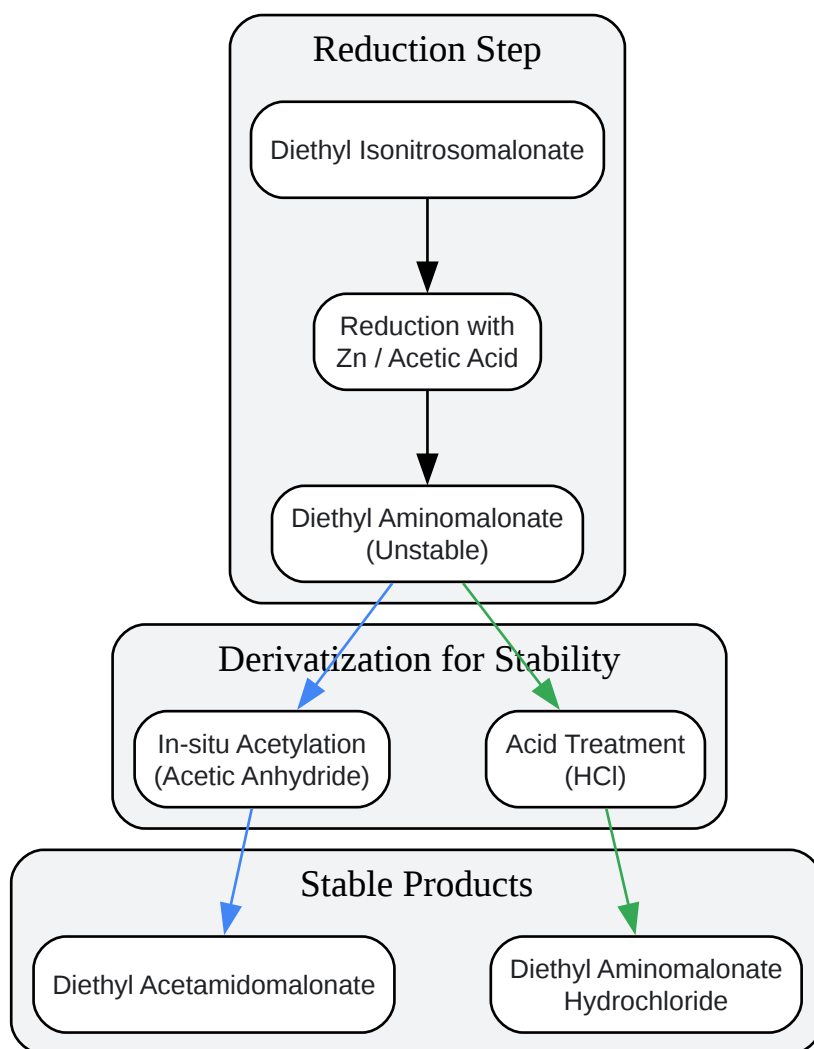 Reduction Step
Diethyl Isonitrosomalonate
Reduction with
Zn / Acetic Acid
Diethyl Aminomalonate
(Unstable)
Derivatization for Stability
In-situ Acetylation
(Acetic Anhydride)
Acid Treatment
(HCl)
Stable Products
Diethyl Acetamidomalonate
Diethyl Aminomalonate
Hydrochloride